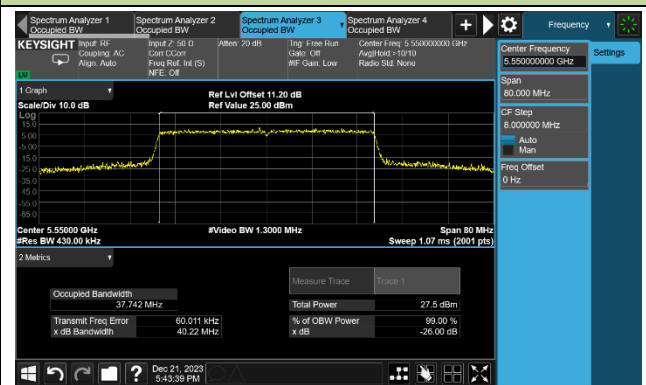 Spectrum Analyzer 1
Occupied BW
Spectrum Analyzer 2
Occupied BW
Spectrum Analyzer 3
Occupied BW
Spectrum Analyzer 4
Occupied BW
+
Frequency
KEYSIGHT
Input: RF
Coupling: AC
Align: Auto
Input Z: 50 Ω
Corr CCorr
Freq Ref: Int (S)
NFE: Off
Atten: 20 dB
Trig: Free Run
Gate: Off
#IF Gain: Low
Center Freq: 5.550000000 GHz
Avg|Hold:>10/10
Radio Std: None
LVI
Center Frequency
5.550000000 GHz
Settings
Span
80.000 MHz
CF Step
8.000000 MHz
Auto
Man
Freq Offset
0 Hz
1 Graph
Scale/Div 10.0 dB
Ref Lvl Offset 11.20 dB
Ref Value 25.00 dBm
Log
15.0
5.00
-5.00
-15.0
-25.0
-35.0
-45.0
-55.0
-65.0
Center 5.55000 GHz
#Res BW 430.00 kHz
#Video BW 1.3000 MHz
Span 80 MHz
Sweep 1.07 ms (2001 pts)
2 Metrics
Measure Trace
Trace 1
Occupied Bandwidth
37.742 MHz
Total Power
27.5 dBm
Transmit Freq Error
60.011 kHz
% of OBW Power
99.00 %
x dB Bandwidth
40.22 MHz
x dB
-26.00 dB
?
Dec 21, 2023
5:43:39 PM